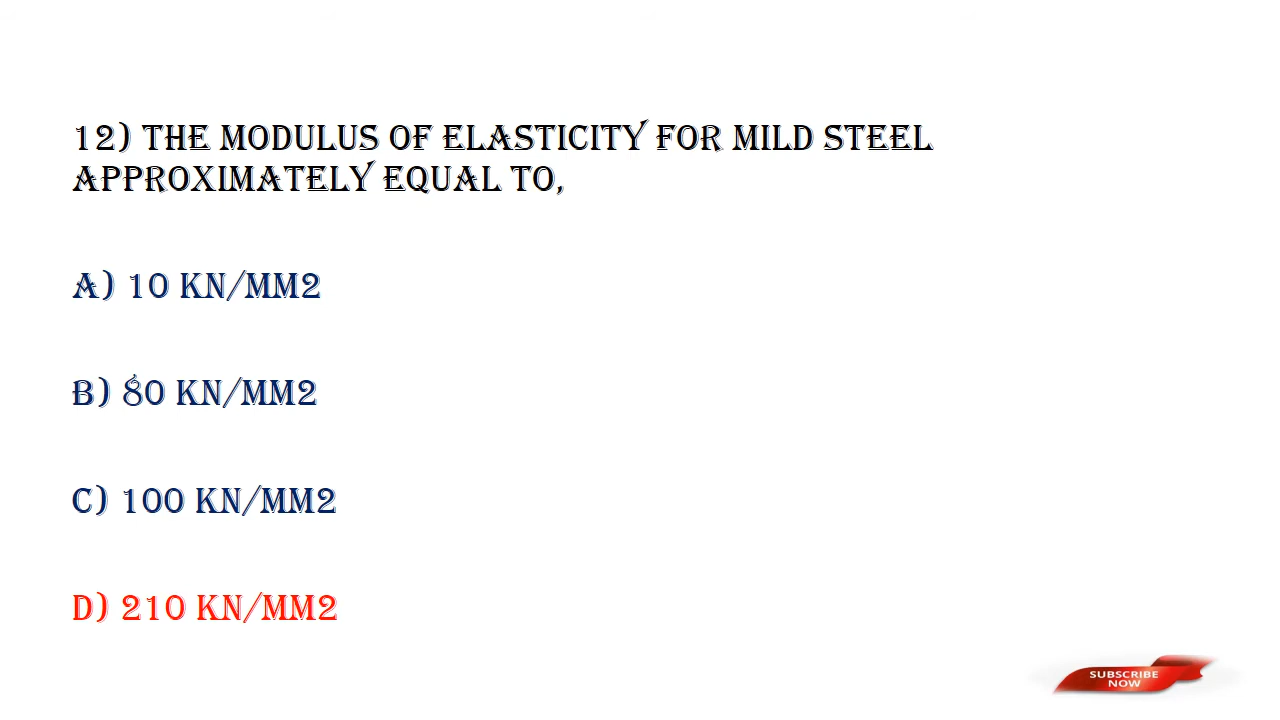 12) THE MODULUS OF ELASTICITY FOR MILD STEEL
APPROXIMATELY EQUAL TO,
A) 10 KN/MM2
B) 80 KN/MM2
C) 100 KN/MM2
D) 210 KN/MM2
SUBSCRIBE
NOW